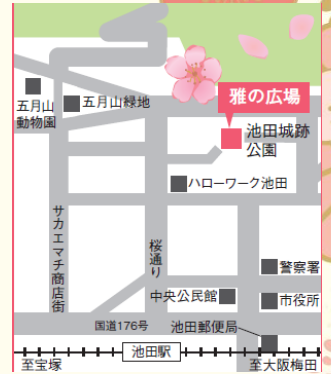 五月山
動物園
五月山緑地
雅の広場
池田城跡
公園
ハローワーク池田
サカエマチ商店街
桜通り
警察署
中央公民館
市役所
国道176号
池田郵便局
池田駅
至宝塚
至大阪梅田